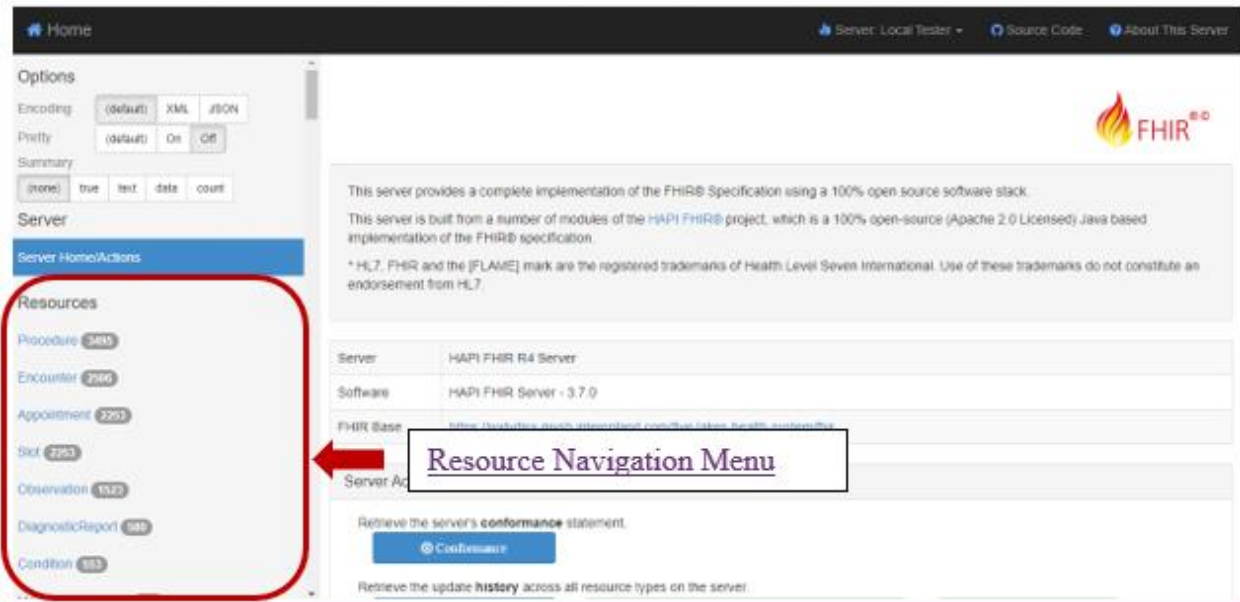 Home
Server: Local Tester
Source Code
About This Server
Options
Encoding (default) XML JSON
Pretty (default) On Off
Summary
(none) true text data count
Server
Server Home/Actions
Resources
Procedure 3495
Encounter
Appointment 2253
Slot 2253
Observation 1523
DiagnosticReport
Condition 553
FHIR®©
This server provides a complete implementation of the FHIR® Specification using a 100% open source software stack.
This server is built from a number of modules of the HAPI FHIR® project, which is a 100% open-source (Apache 2.0 Licensed) Java based
implementation of the FHIR® specification.
* HL7, FHIR and the [FLAME] mark are the registered trademarks of Health Level Seven International. Use of these trademarks do not constitute an
endorsement from HL7.
Server HAPI FHIR R4 Server
Software HAPI FHIR Server - 3.7.0
FHIR Base
Resource Navigation Menu
Server Ac
Retrieve the server's conformance statement.
Conformance
Retrieve the update history across all resource types on the server.